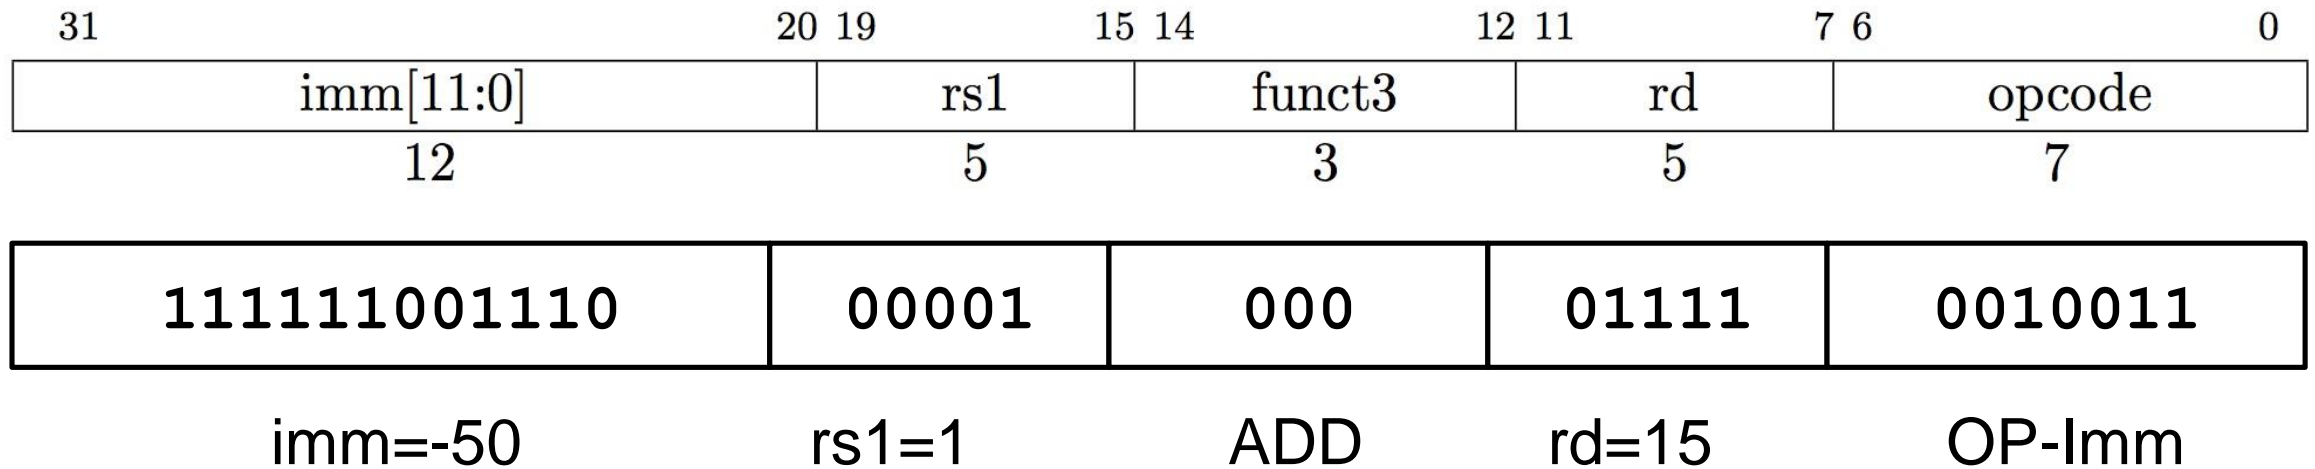 31 20 19 15 14 12 11 7 6 0
imm[11:0] rs1 funct3 rd opcode
12 5 3 5 7
111111001110 00001 000 01111 0010011
imm=-50 rs1=1 ADD rd=15 OP-Imm